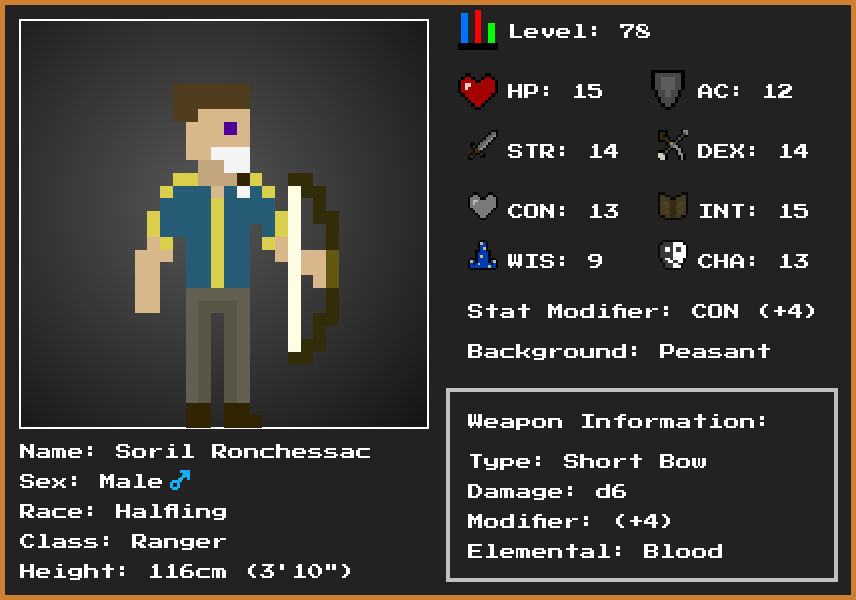 Level: 78
HP: 15 AC: 12
STR: 14 DEX: 14
CON: 13 INT: 15
WIS: 9 CHA: 13
Stat Modifier: CON (+4)
Background: Peasant
Weapon Information:
Type: Short Bow
Damage: d6
Modifier: (+4)
Elemental: Blood
Name: Soril Ronchessac
Sex: Male ♂
Race: Halfling
Class: Ranger
Height: 116cm (3'10")